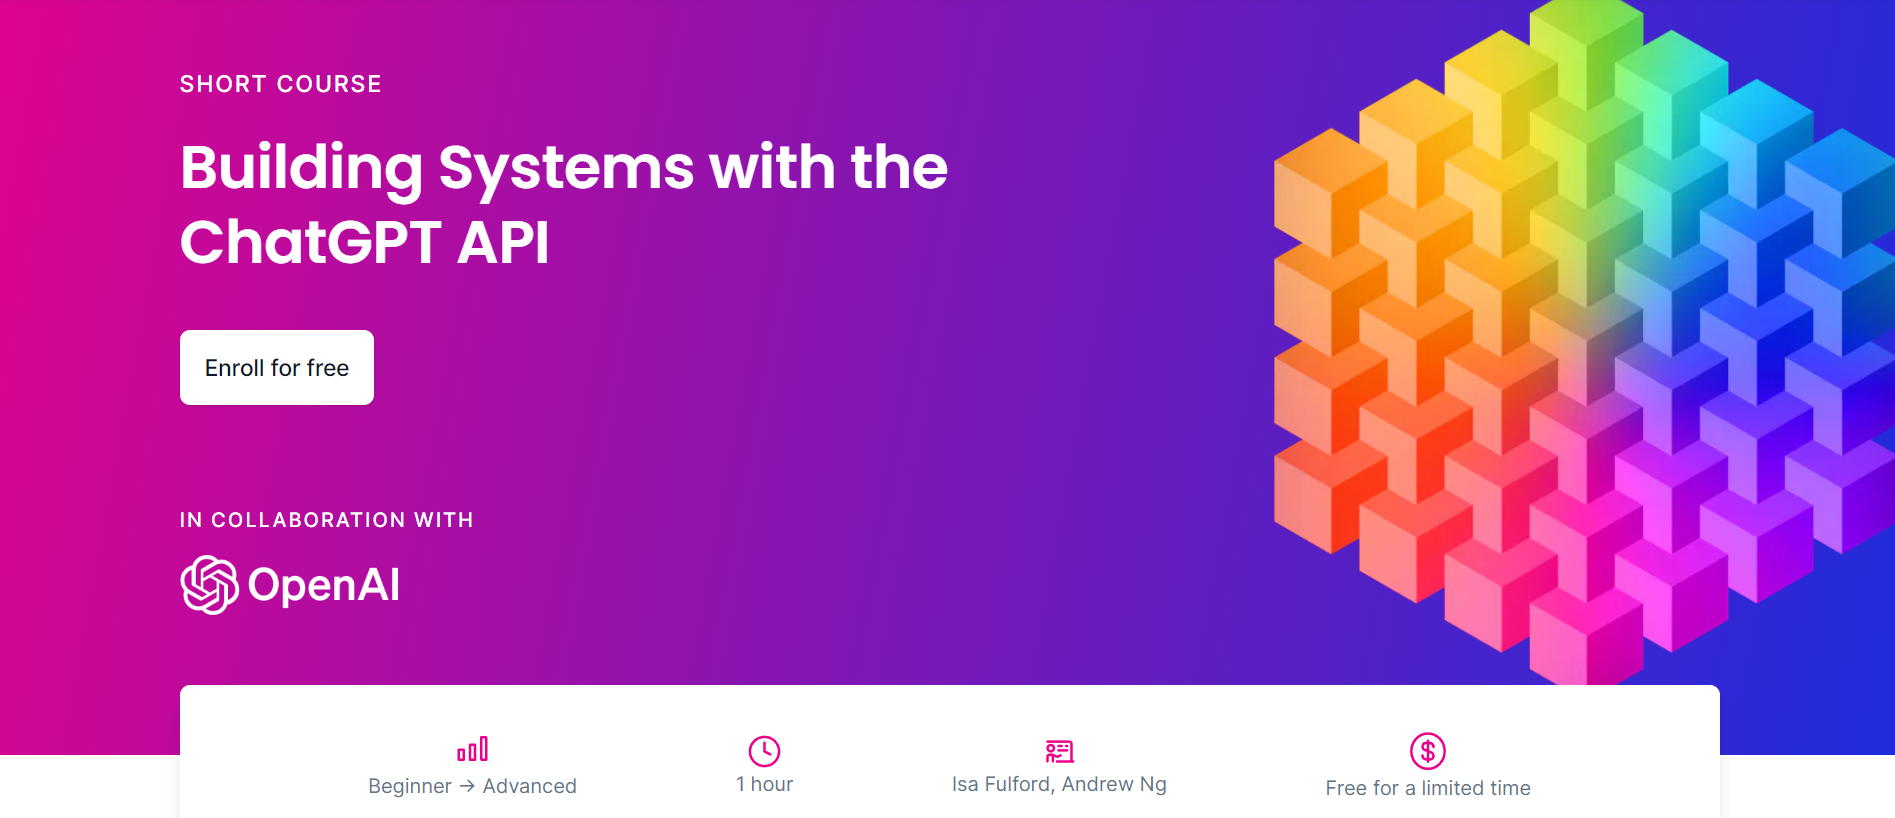 SHORT COURSE
Building Systems with the
ChatGPT API
Enroll for free
IN COLLABORATION WITH
OpenAI
Beginner → Advanced
1 hour
Isa Fulford, Andrew Ng
Free for a limited time